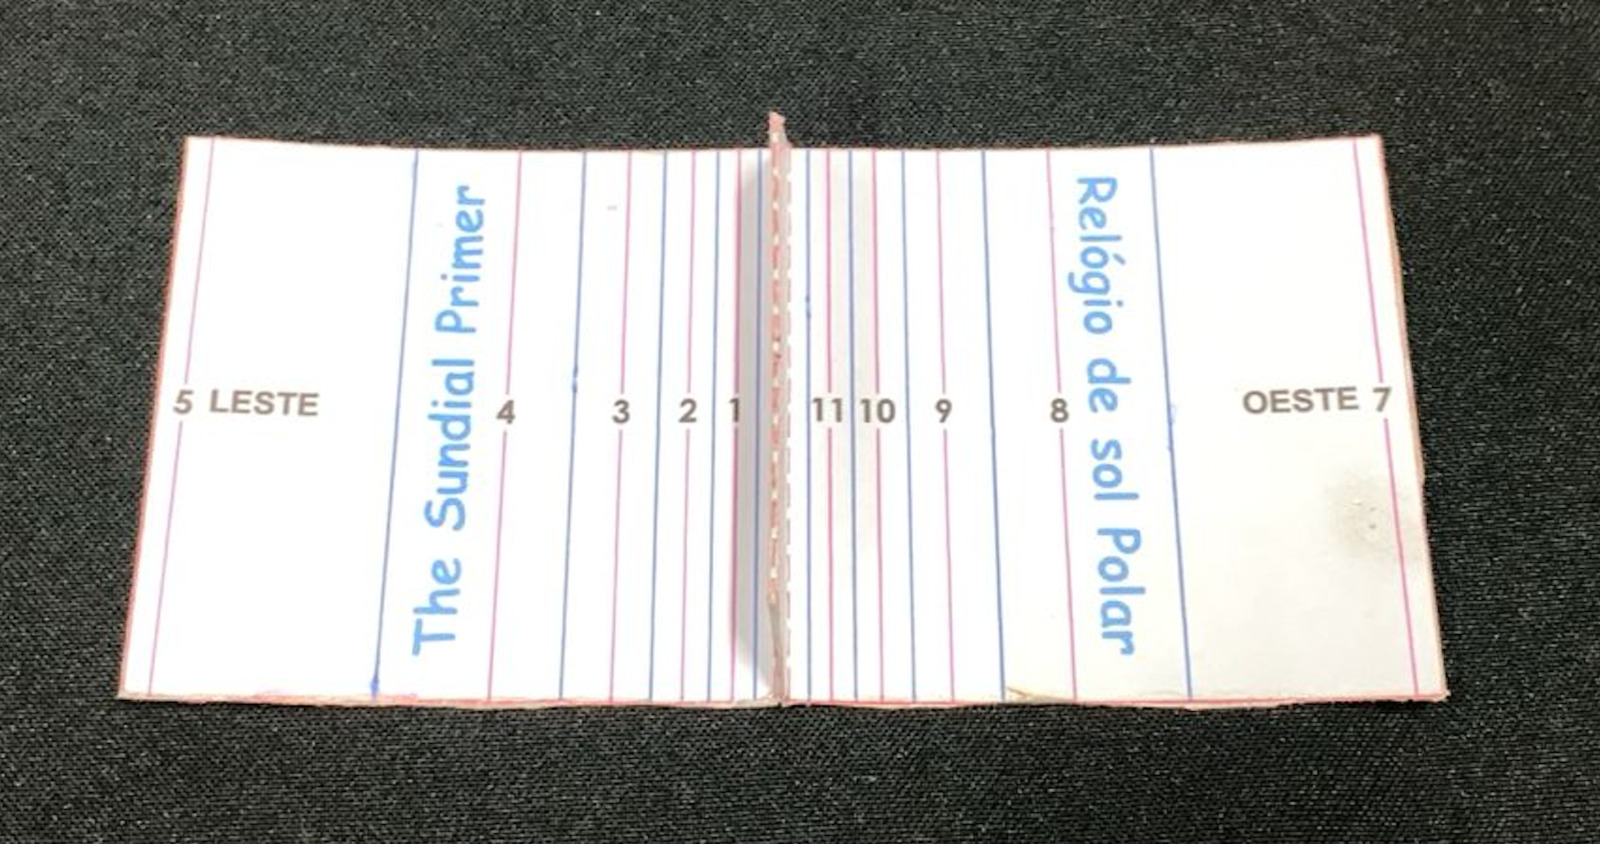 The Sundial Primer
Relógio de sol Polar
5 LESTE 4 3 2 1 11 10 9 8 OESTE 7